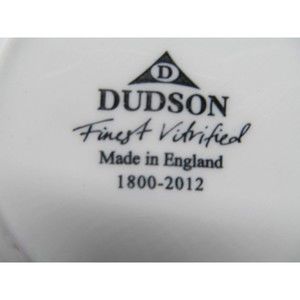 D
DUDSON
Finest Vitrified
Made in England
1800-2012